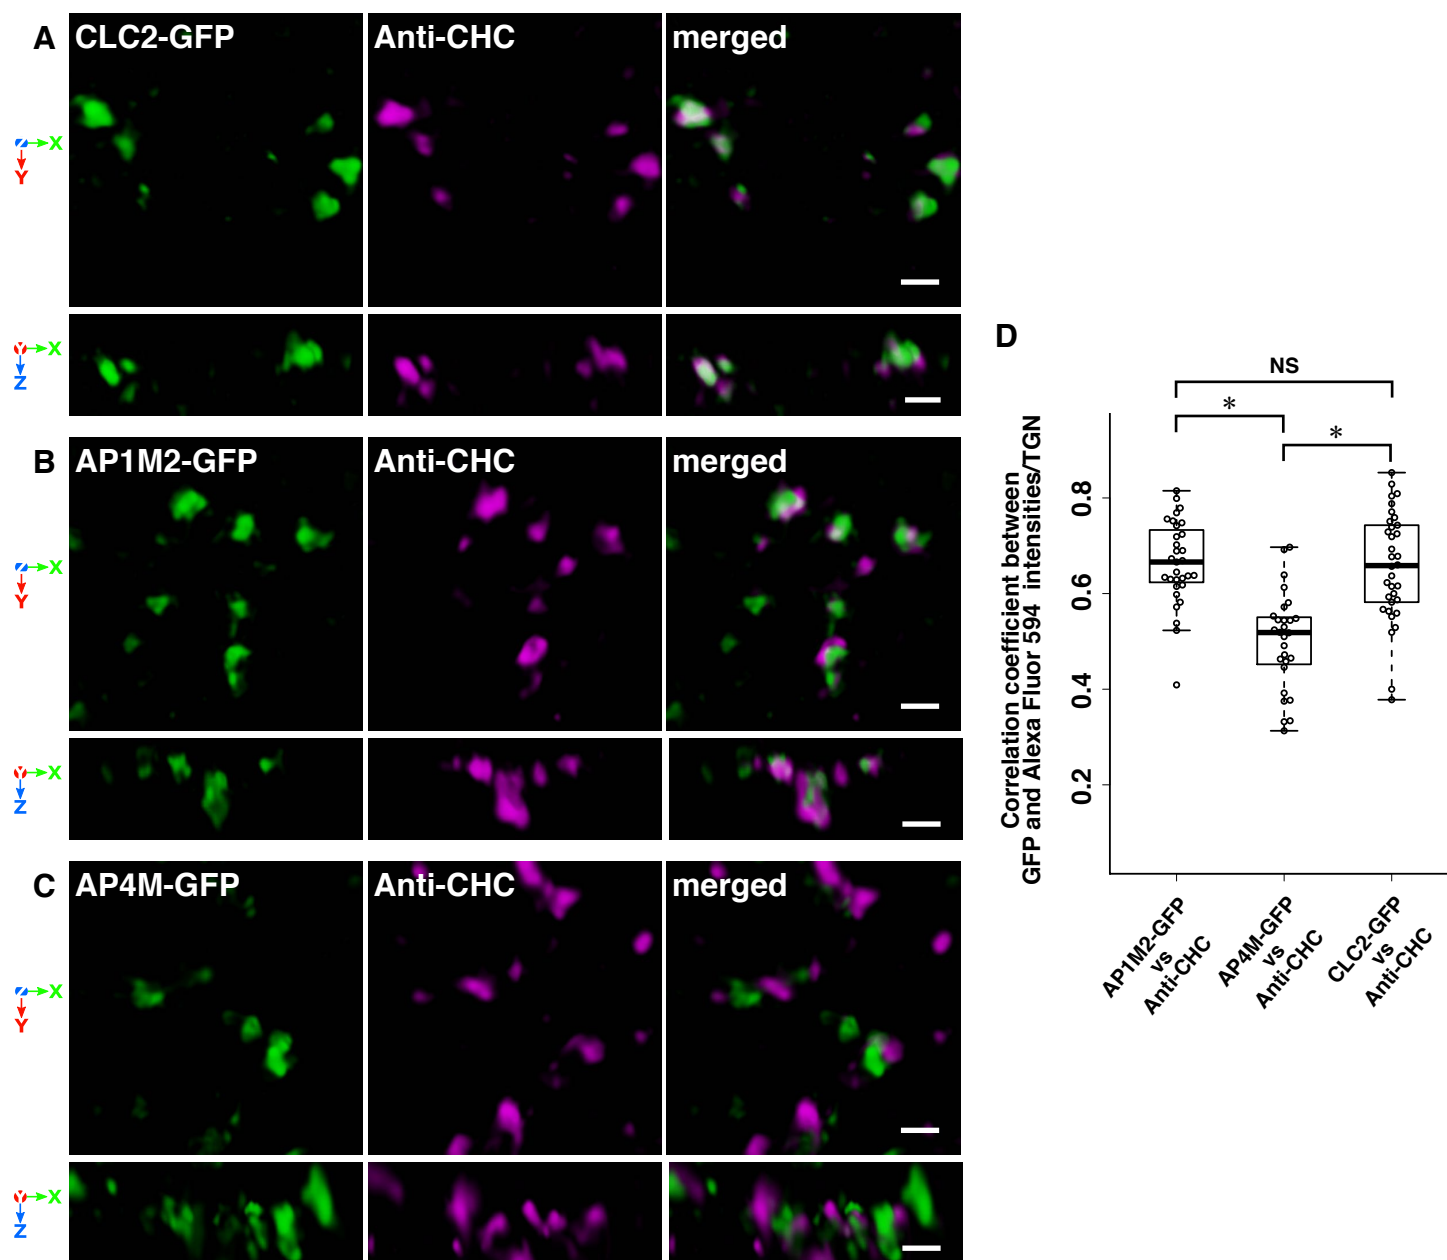 A
CLC2-GFP
Anti-CHC
merged
X
Y
X
Z
B
AP1M2-GFP
Anti-CHC
merged
X
Y
X
Z
C
AP4M-GFP
Anti-CHC
merged
X
Y
X
Z
D
NS
*
*
Correlation coefficient between
GFP and Alexa Fluor 594 intensities/TGN
0.8
0.6
0.4
0.2
AP1M2-GFP
vs
Anti-CHC
AP4M-GFP
vs
Anti-CHC
CLC2-GFP
vs
Anti-CHC